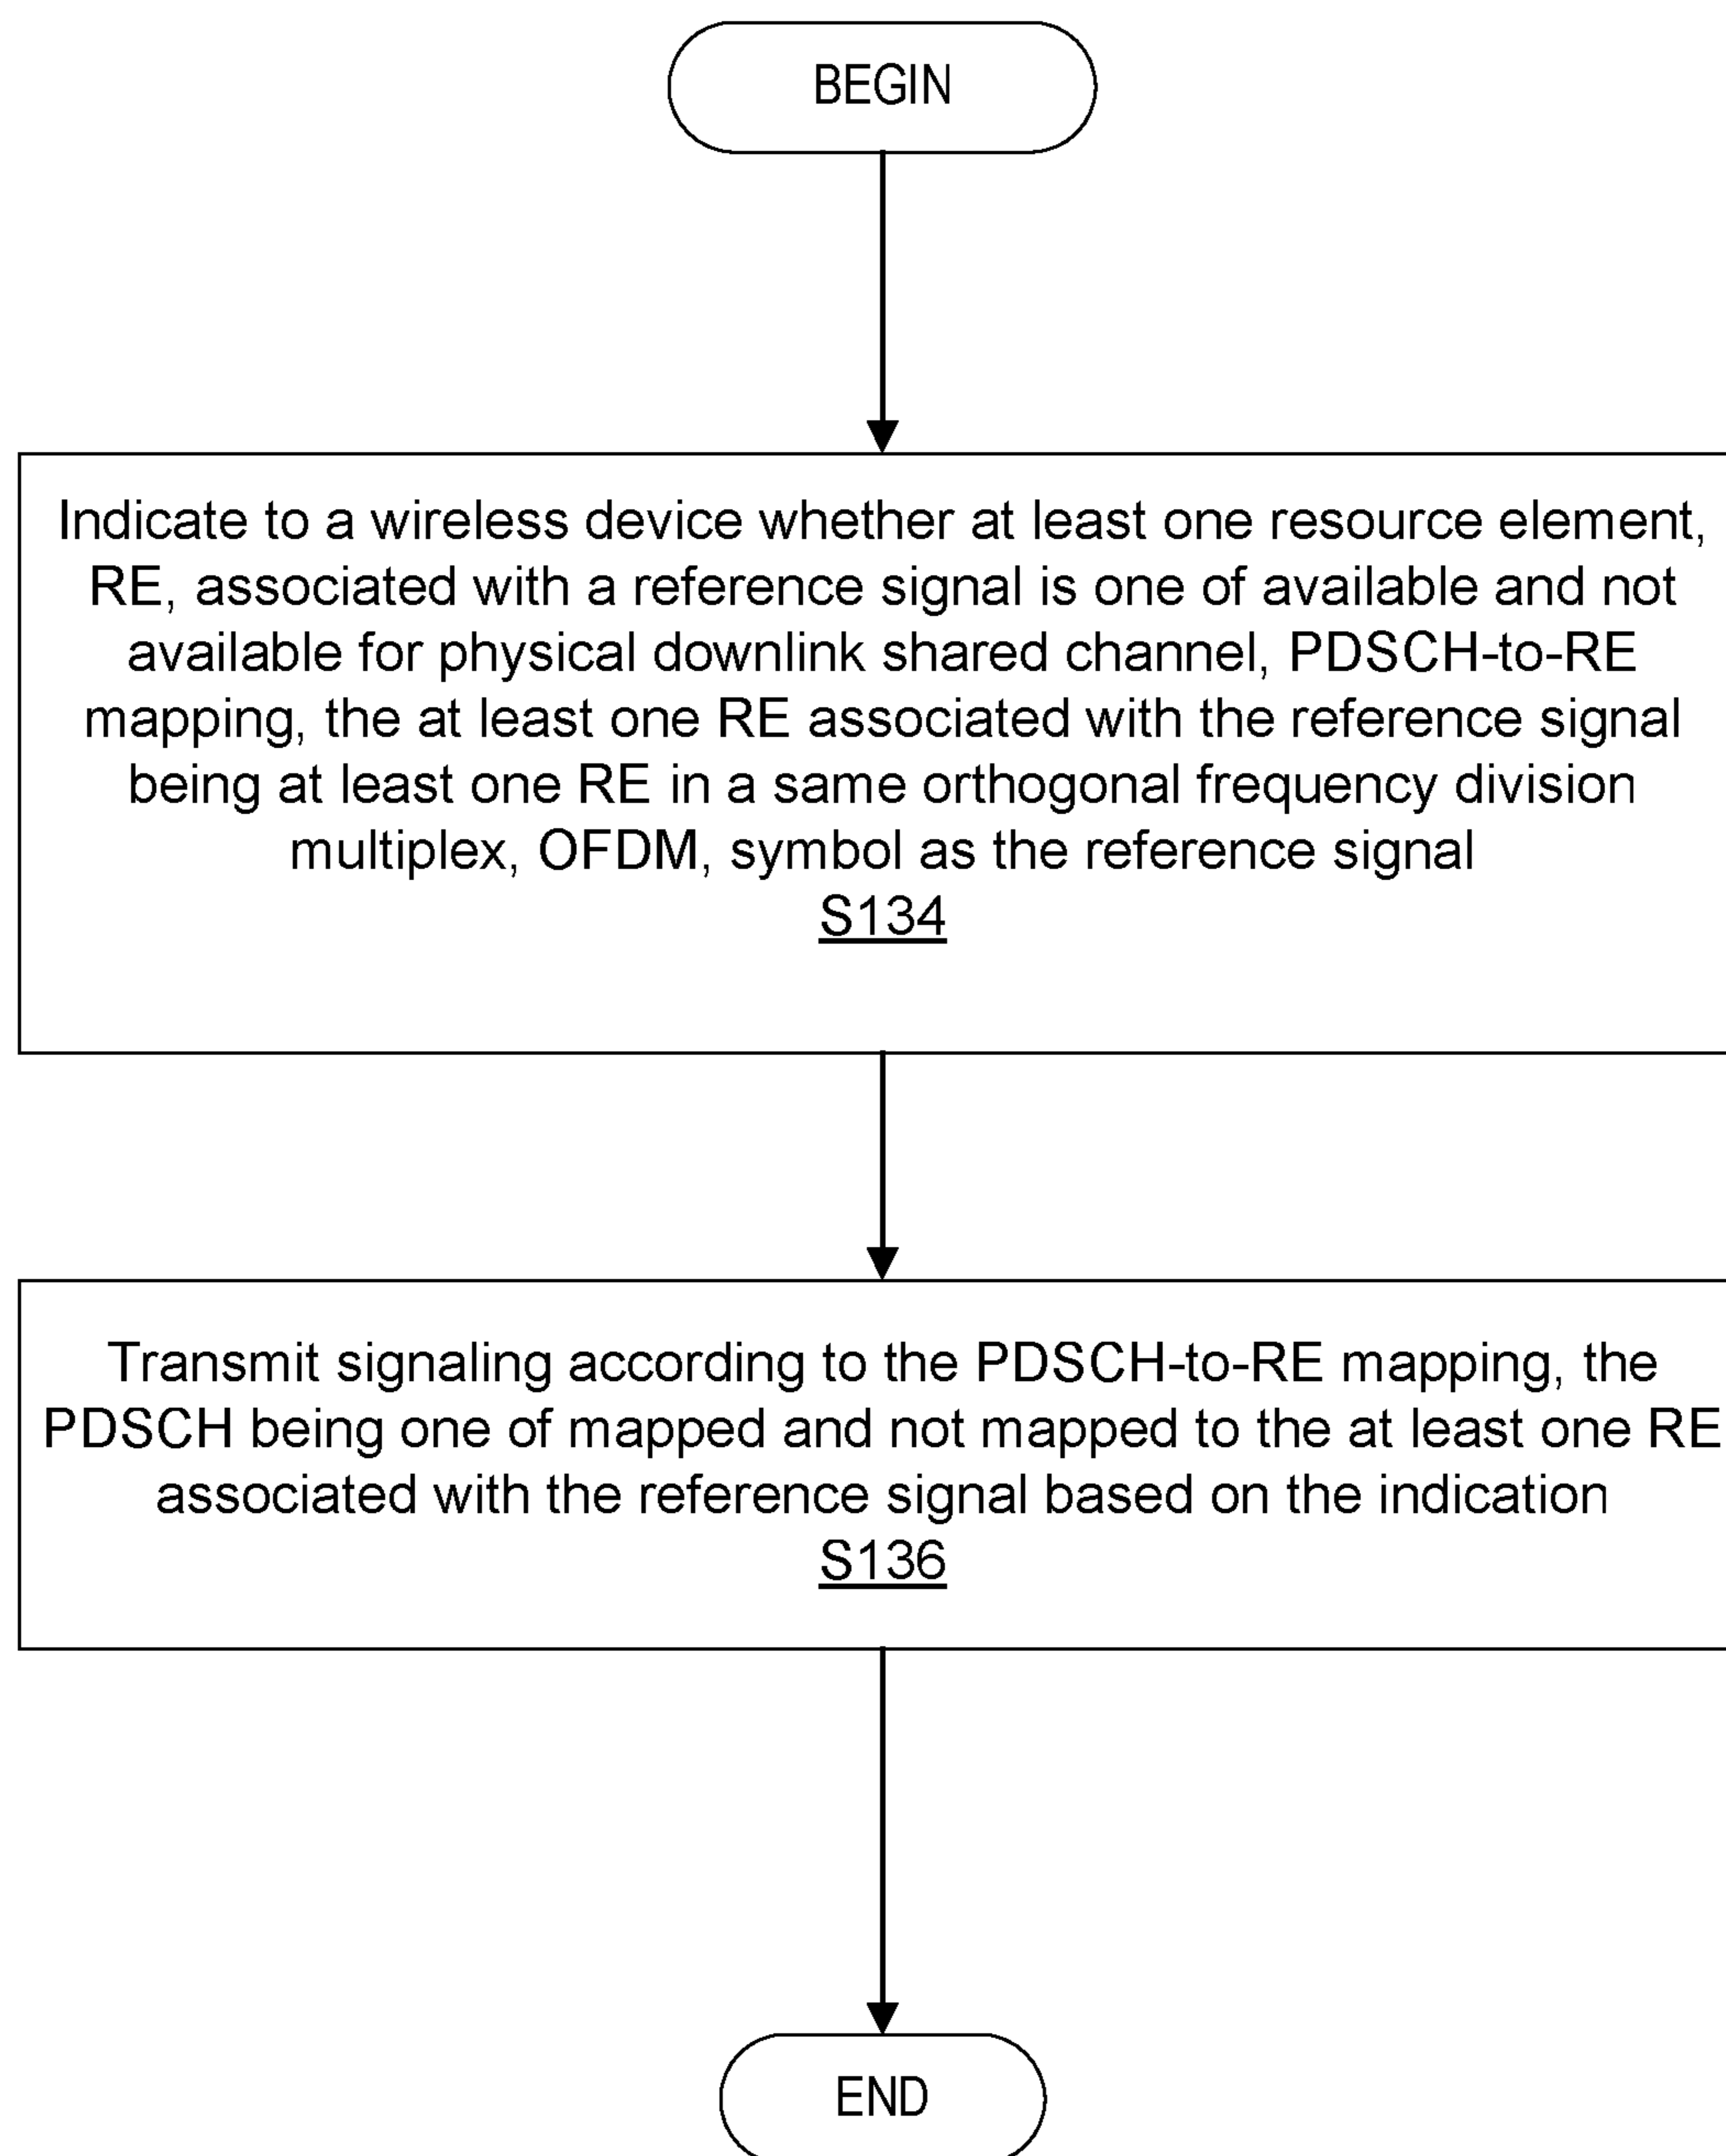 BEGIN
Indicate to a wireless device whether at least one resource element,
RE, associated with a reference signal is one of available and not
available for physical downlink shared channel, PDSCH-to-RE
mapping, the at least one RE associated with the reference signal
being at least one RE in a same orthogonal frequency division
multiplex, OFDM, symbol as the reference signal
S134
Transmit signaling according to the PDSCH-to-RE mapping, the
PDSCH being one of mapped and not mapped to the at least one RE
associated with the reference signal based on the indication
S136
END